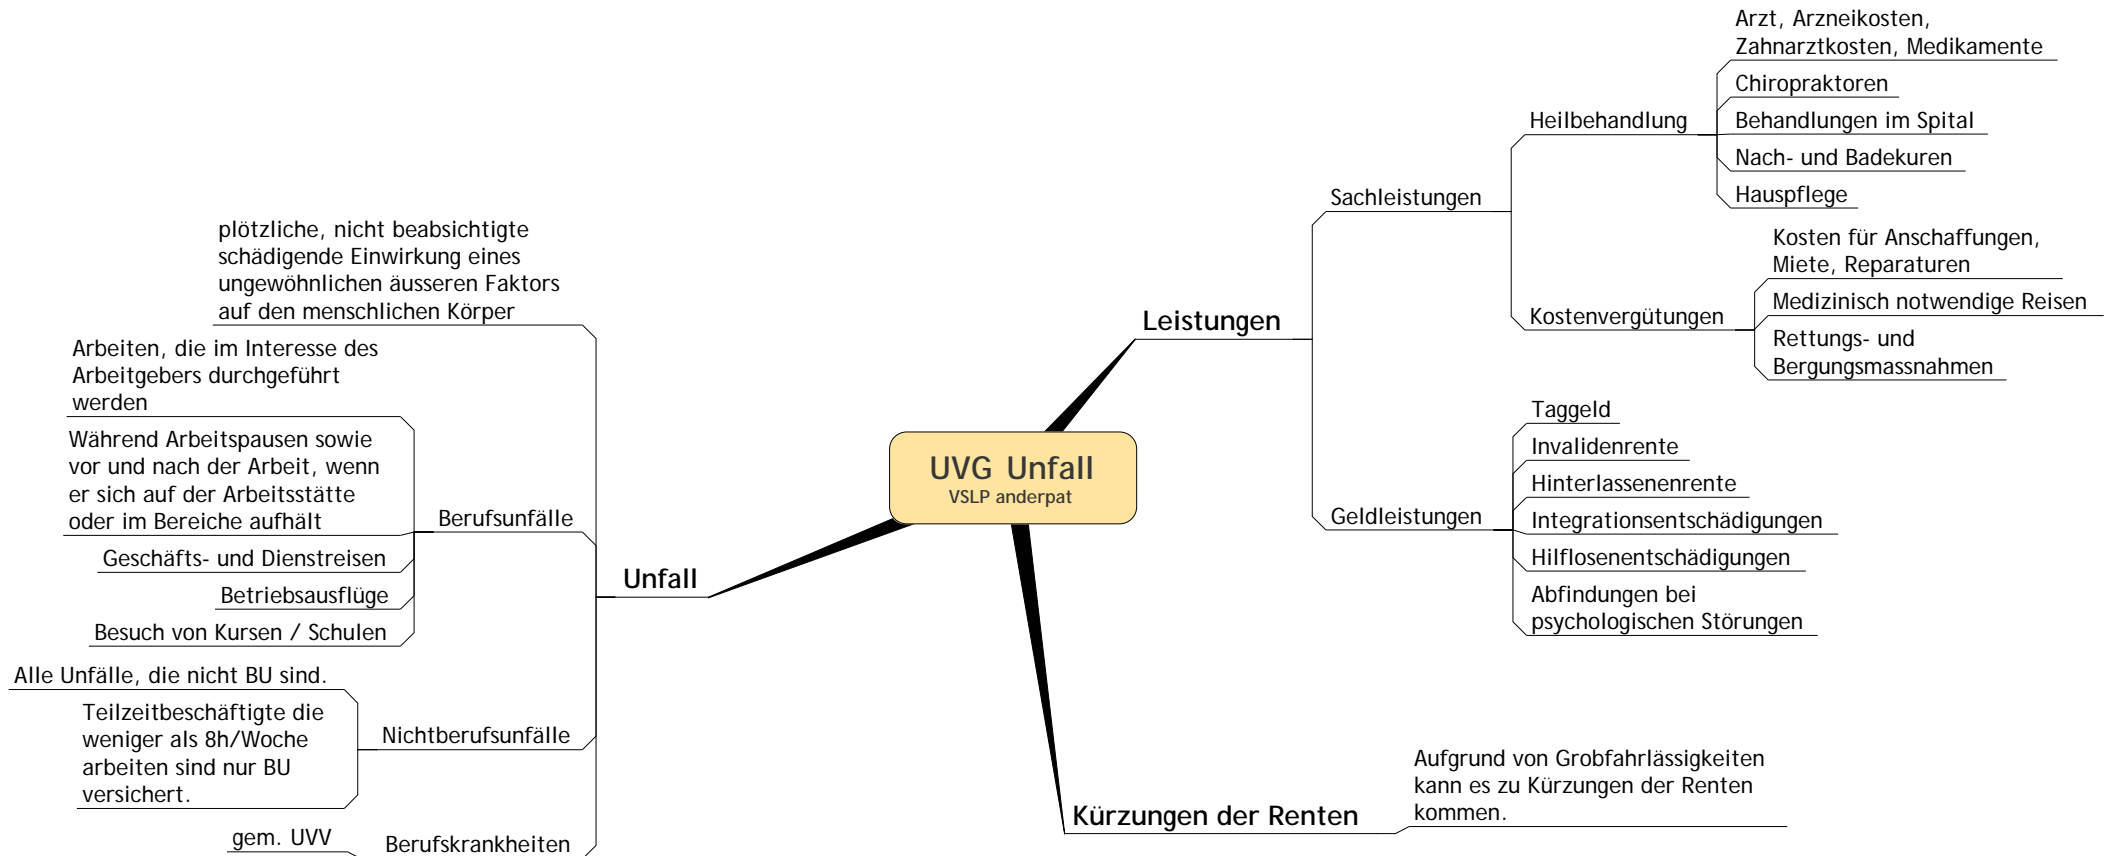 UVG Unfall
VSLP anderpat
Leistungen
Sachleistungen
Heilbehandlung
Arzt, Arzneikosten,
Zahnarztkosten, Medikamente
Chiropraktoren
Behandlungen im Spital
Nach- und Badekuren
Hauspflege
Kostenvergütungen
Kosten für Anschaffungen,
Miete, Reparaturen
Medizinisch notwendige Reisen
Rettungs- und
Bergungsmassnahmen
Geldleistungen
Taggeld
Invalidenrente
Hinterlassenenrente
Integrationsentschädigungen
Hilflosenentschädigungen
Abfindungen bei
psychologischen Störungen
Kürzungen der Renten
Aufgrund von Grobfahrlässigkeiten
kann es zu Kürzungen der Renten
kommen.
Unfall
plötzliche, nicht beabsichtigte
schädigende Einwirkung eines
ungewöhnlichen äusseren Faktors
auf den menschlichen Körper
Berufsunfälle
Arbeiten, die im Interesse des
Arbeitgebers durchgeführt
werden
Während Arbeitspausen sowie
vor und nach der Arbeit, wenn
er sich auf der Arbeitsstätte
oder im Bereiche aufhält
Geschäfts- und Dienstreisen
Betriebsausflüge
Besuch von Kursen / Schulen
Nichtberufsunfälle
Alle Unfälle, die nicht BU sind.
Teilzeitbeschäftigte die
weniger als 8h/Woche
arbeiten sind nur BU
versichert.
Berufskrankheiten
gem. UVV